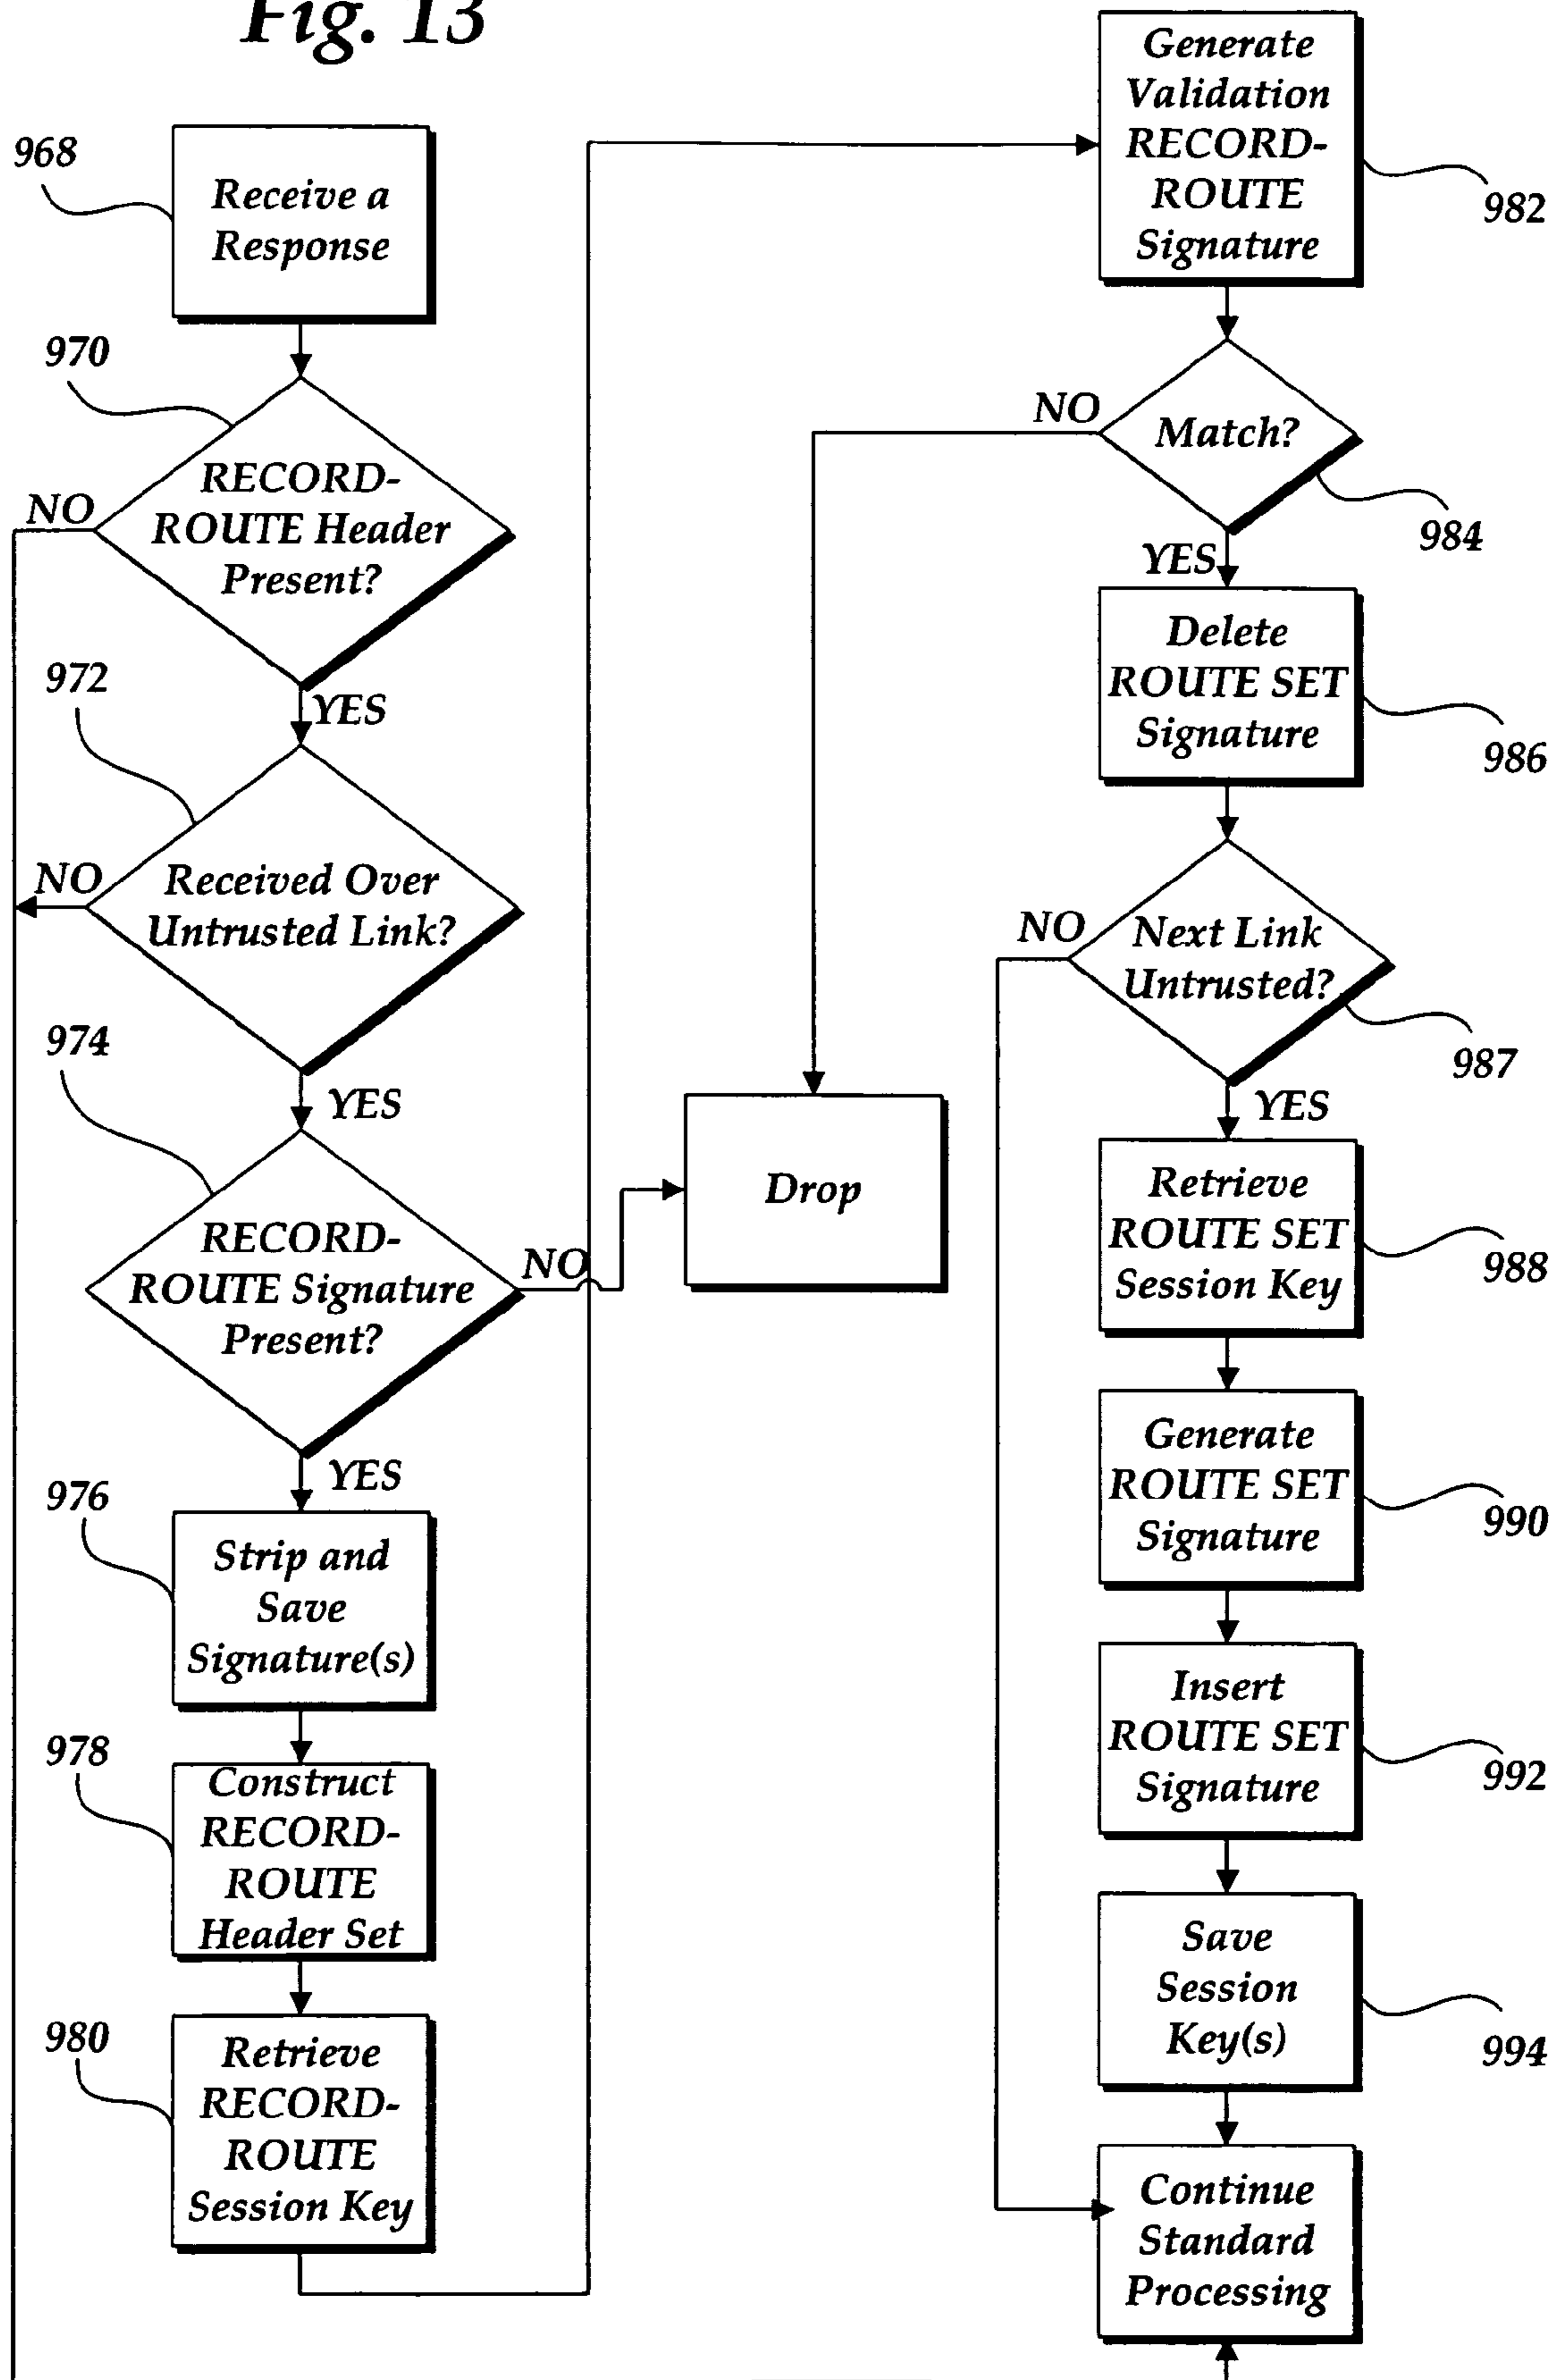 Fig. 13
968
Receive a
Response
970
RECORD-
ROUTE Header
Present?
NO
YES
972
Received Over
Untrusted Link?
NO
YES
974
RECORD-
ROUTE Signature
Present?
NO
YES
976
Strip and
Save
Signature(s)
978
Construct
RECORD-
ROUTE
Header Set
980
Retrieve
RECORD-
ROUTE
Session Key
Drop
Generate
Validation
RECORD-
ROUTE
Signature
982
Match?
NO
984
YES
Delete
ROUTE SET
Signature
986
Next Link
Untrusted?
NO
987
YES
Retrieve
ROUTE SET
Session Key
988
Generate
ROUTE SET
Signature
990
Insert
ROUTE SET
Signature
992
Save
Session
Key(s)
994
Continue
Standard
Processing